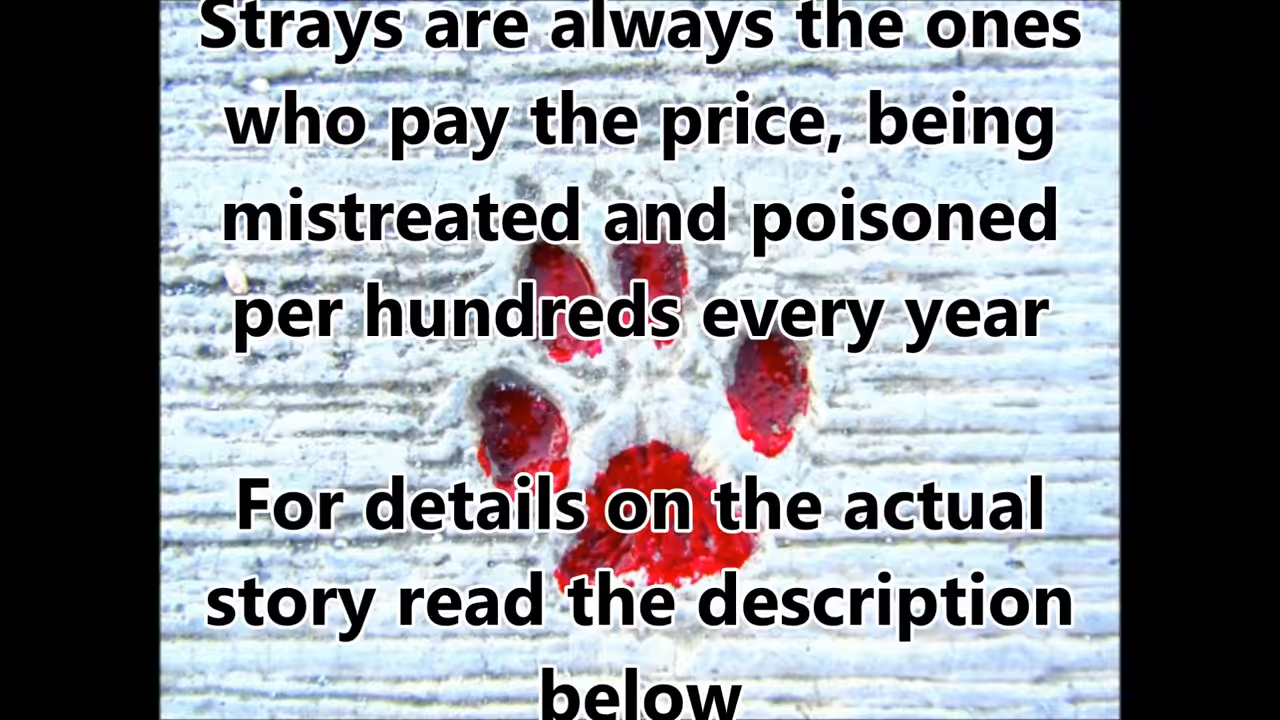 Strays are always the ones
who pay the price, being
mistreated and poisoned
per hundreds every year
For details on the actual
story read the description
below